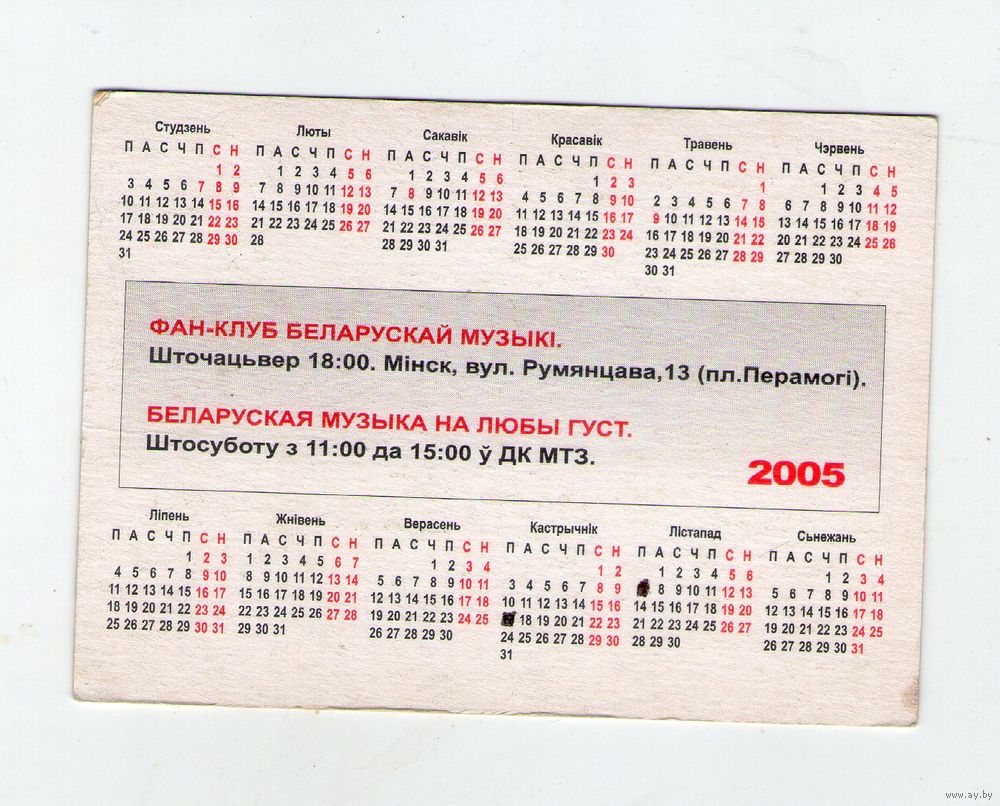 Студзень
П А С Ч П С Н
1 2
3 4 5 6 7 8 9
10 11 12 13 14 15 16
17 18 19 20 21 22 23
24 25 26 27 28 29 30
31
Люты
П А С Ч П С Н
1 2 3 4 5 6
7 8 9 10 11 12 13
14 15 16 17 18 19 20
21 22 23 24 25 26 27
28
Сакавік
П А С Ч П С Н
1 2 3 4 5 6
7 8 9 10 11 12 13
14 15 16 17 18 19 20
21 22 23 24 25 26 27
28 29 30 31
Красавік
П А С Ч П С Н
1 2 3
4 5 6 7 8 9 10
11 12 13 14 15 16 17
18 19 20 21 22 23 24
25 26 27 28 29 30
Травень
П А С Ч П С Н
1
2 3 4 5 6 7 8
9 10 11 12 13 14 15
16 17 18 19 20 21 22
23 24 25 26 27 28 29
30 31
Чэрвень
П А С Ч П С Н
1 2 3 4 5
6 7 8 9 10 11 12
13 14 15 16 17 18 19
20 21 22 23 24 25 26
27 28 29 30
ФАН-КЛУБ БЕЛАРУСКАЙ МУЗЫКІ.
Шточацьвер 18:00. Мінск, вул. Румянцава,13 (пл.Перамогі).
БЕЛАРУСКАЯ МУЗЫКА НА ЛЮБЫ ГУСТ.
Штосуботу з 11:00 да 15:00 ў ДК МТЗ.
2005
Ліпень
П А С Ч П С Н
1 2 3
4 5 6 7 8 9 10
11 12 13 14 15 16 17
18 19 20 21 22 23 24
25 26 27 28 29 30 31
Жнівень
П А С Ч П С Н
1 2 3 4 5 6 7
8 9 10 11 12 13 14
15 16 17 18 19 20 21
22 23 24 25 26 27 28
29 30 31
Верасень
П А С Ч П С Н
1 2 3 4
5 6 7 8 9 10 11
12 13 14 15 16 17 18
19 20 21 22 23 24 25
26 27 28 29 30
Кастрычнік
П А С Ч П С Н
1 2
3 4 5 6 7 8 9
10 11 12 13 14 15 16
18 19 20 21 22 23
24 25 26 27 28 29 30
31
Лістапад
П А С Ч П С Н
1 2 3 4 5 6
8 9 10 11 12 13
14 15 16 17 18 19 20
21 22 23 24 25 26 27
28 29 30
Сьнежань
П А С Ч П С Н
1 2 3 4
5 6 7 8 9 10 11
12 13 14 15 16 17 18
19 20 21 22 23 24 25
26 27 28 29 30 31
www.ay.by